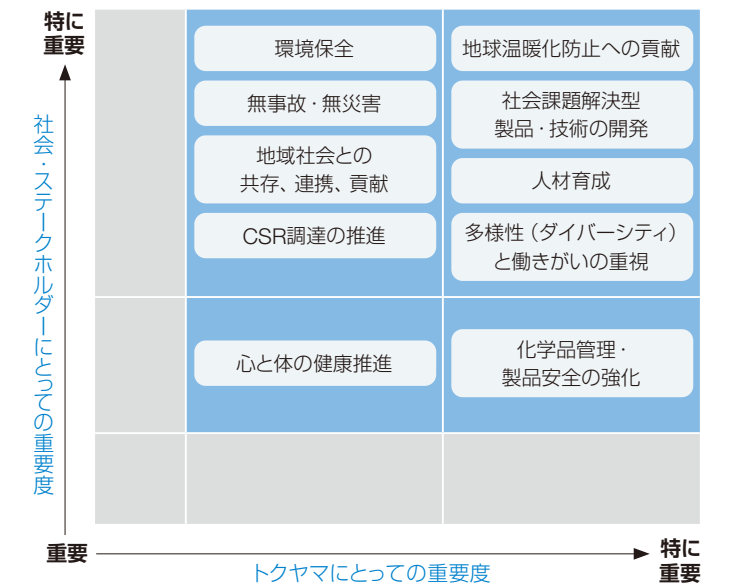 特に
重要
社会・ステークホルダーにとっての重要度
環境保全
無事故・無災害
地域社会との
共存、連携、貢献
CSR調達の推進
地球温暖化防止への貢献
社会課題解決型
製品・技術の開発
人材育成
多様性（ダイバーシティ）
と働きがいの重視
心と体の健康推進
化学品管理・
製品安全の強化
重要
トクヤマにとっての重要度
特に
重要